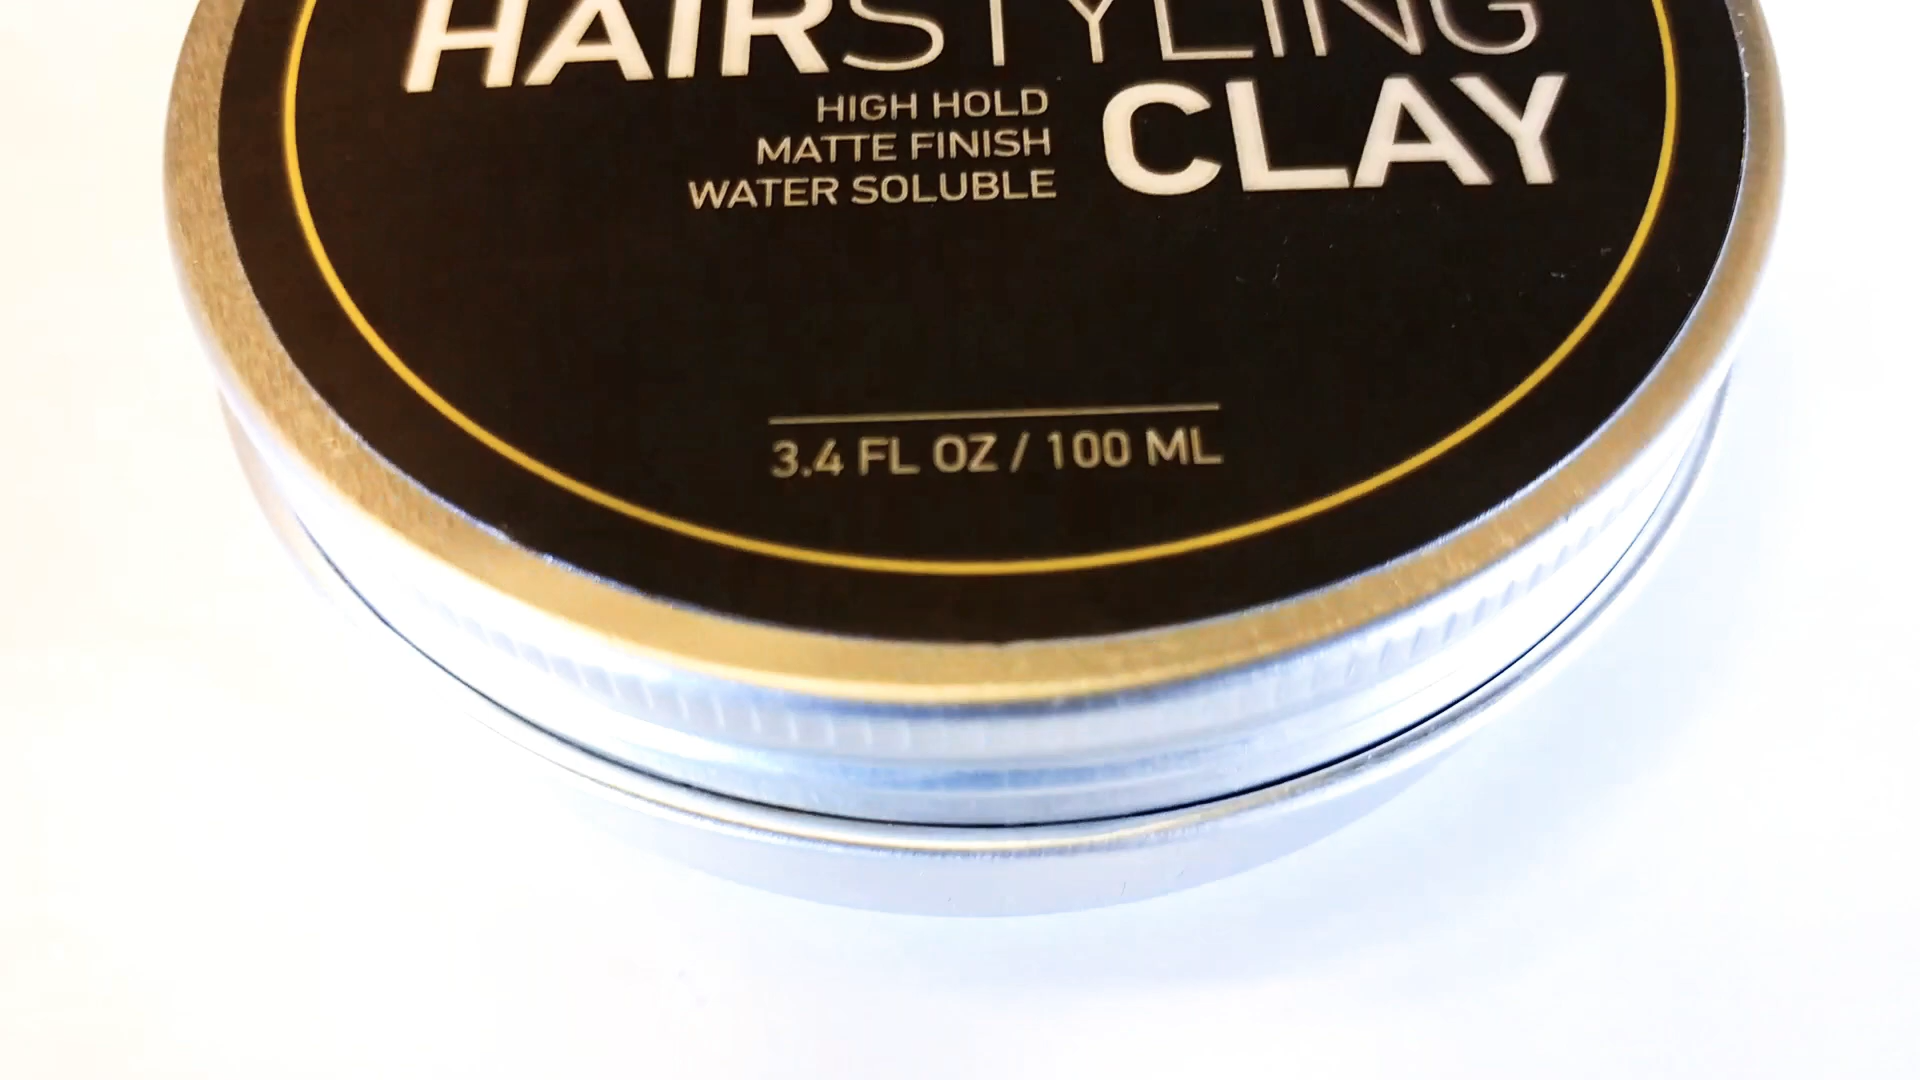 HAIRSTYLING
CLAY
HIGH HOLD
MATTE FINISH
WATER SOLUBLE
3.4 FL OZ / 100 ML